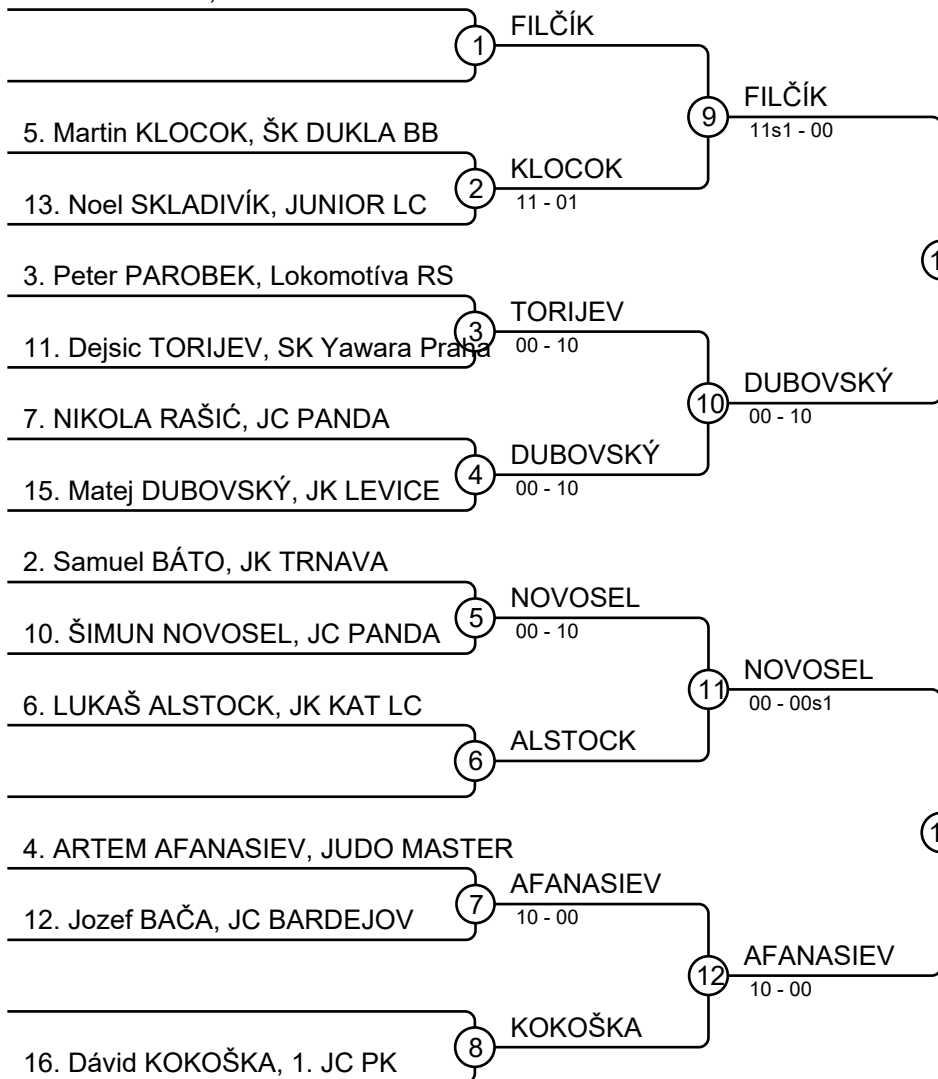 FILČÍK
1
FILČÍK
9
11s1 - 00
5. Martin KLOCOK, ŠK DUKLA BB
KLOCOK
2
11 - 01
13. Noel SKLADIVÍK, JUNIOR LC
3. Peter PAROBEK, Lokomotíva RS
TORIJEV
3
00 - 10
11. Dejsic TORIJEV, SK Yawara Praha
DUBOVSKÝ
10
00 - 10
7. NIKOLA RAŠIĆ, JC PANDA
DUBOVSKÝ
4
00 - 10
15. Matej DUBOVSKÝ, JK LEVICE
2. Samuel BÁTO, JK TRNAVA
NOVOSEL
5
00 - 10
10. ŠIMUN NOVOSEL, JC PANDA
NOVOSEL
11
00 - 00s1
6. LUKAŠ ALSTOCK, JK KAT LC
ALSTOCK
6
4. ARTEM AFANASIEV, JUDO MASTER
AFANASIEV
7
10 - 00
12. Jozef BAČA, JC BARDEJOV
AFANASIEV
12
10 - 00
KOKOŠKA
8
16. Dávid KOKOŠKA, 1. JC PK